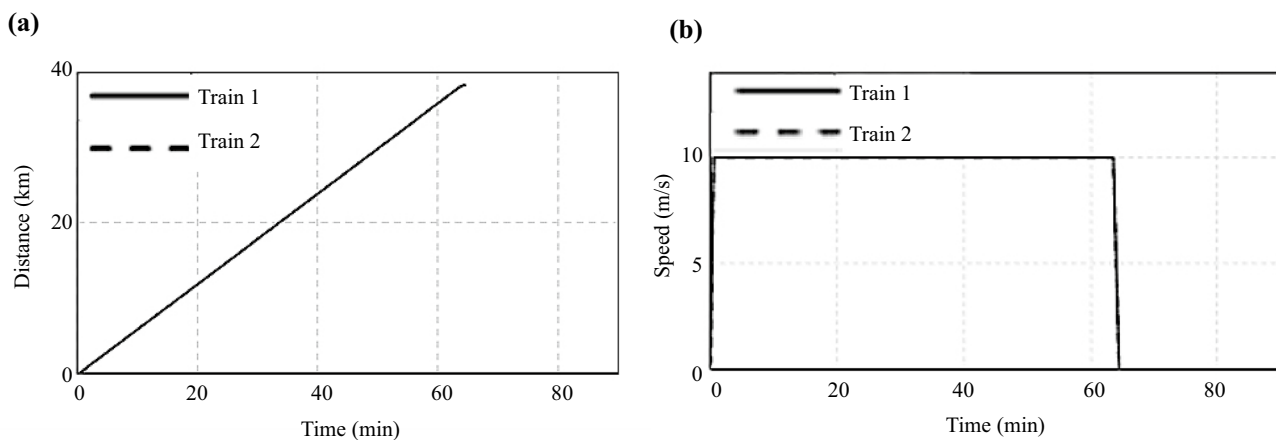 (a)
40
Train 1
Train 2
20
0
Distance (km)
0 20 40 60 80
Time (min)
(b)
Train 1
Train 2
10
5
0
Speed (m/s)
0 20 40 60 80
Time (min)